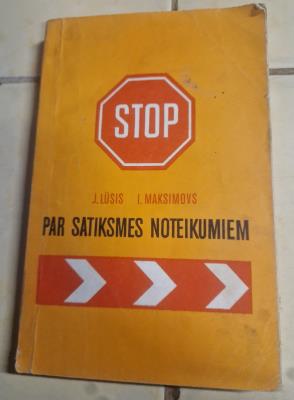 STOP
J. LŪSIS I. MAKSIMOVS
PAR SATIKSMES NOTEIKUMIEM